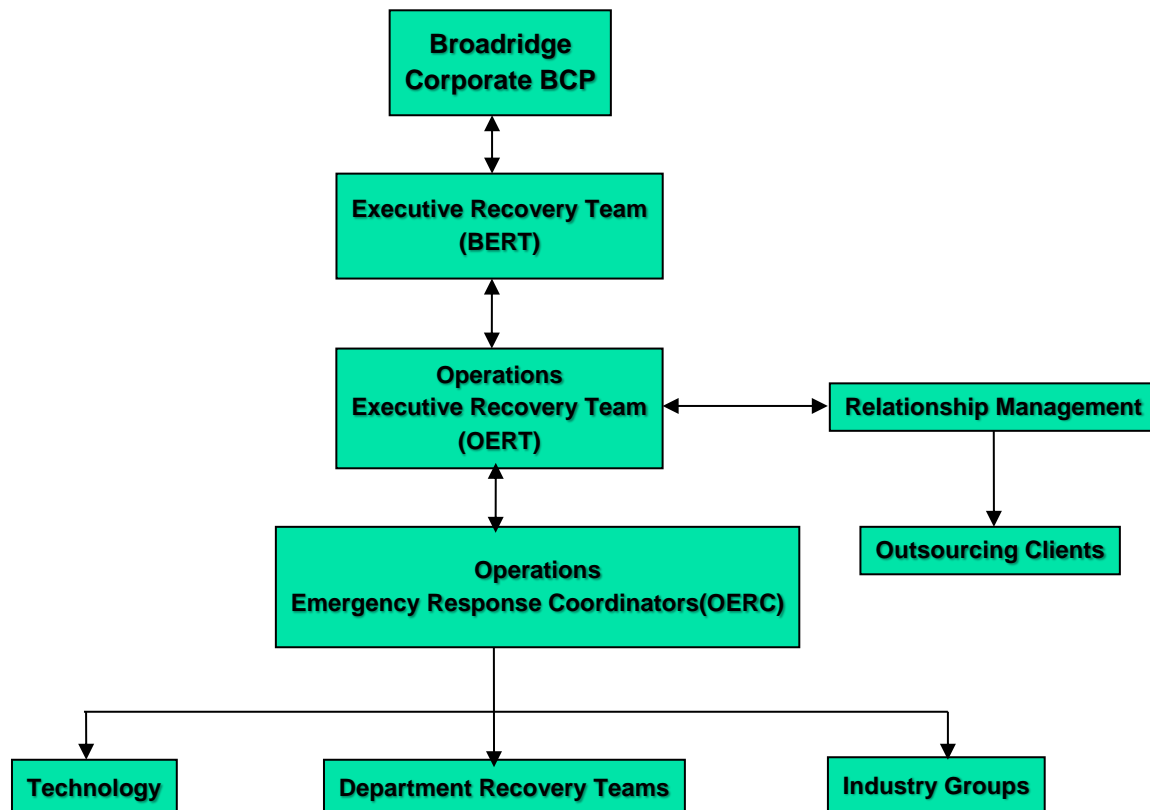 Broadridge
Corporate BCP
Executive Recovery Team
(BERT)
Operations
Executive Recovery Team
(OERT)
Relationship Management
Outsourcing Clients
Operations
Emergency Response Coordinators(OERC)
Technology
Department Recovery Teams
Industry Groups